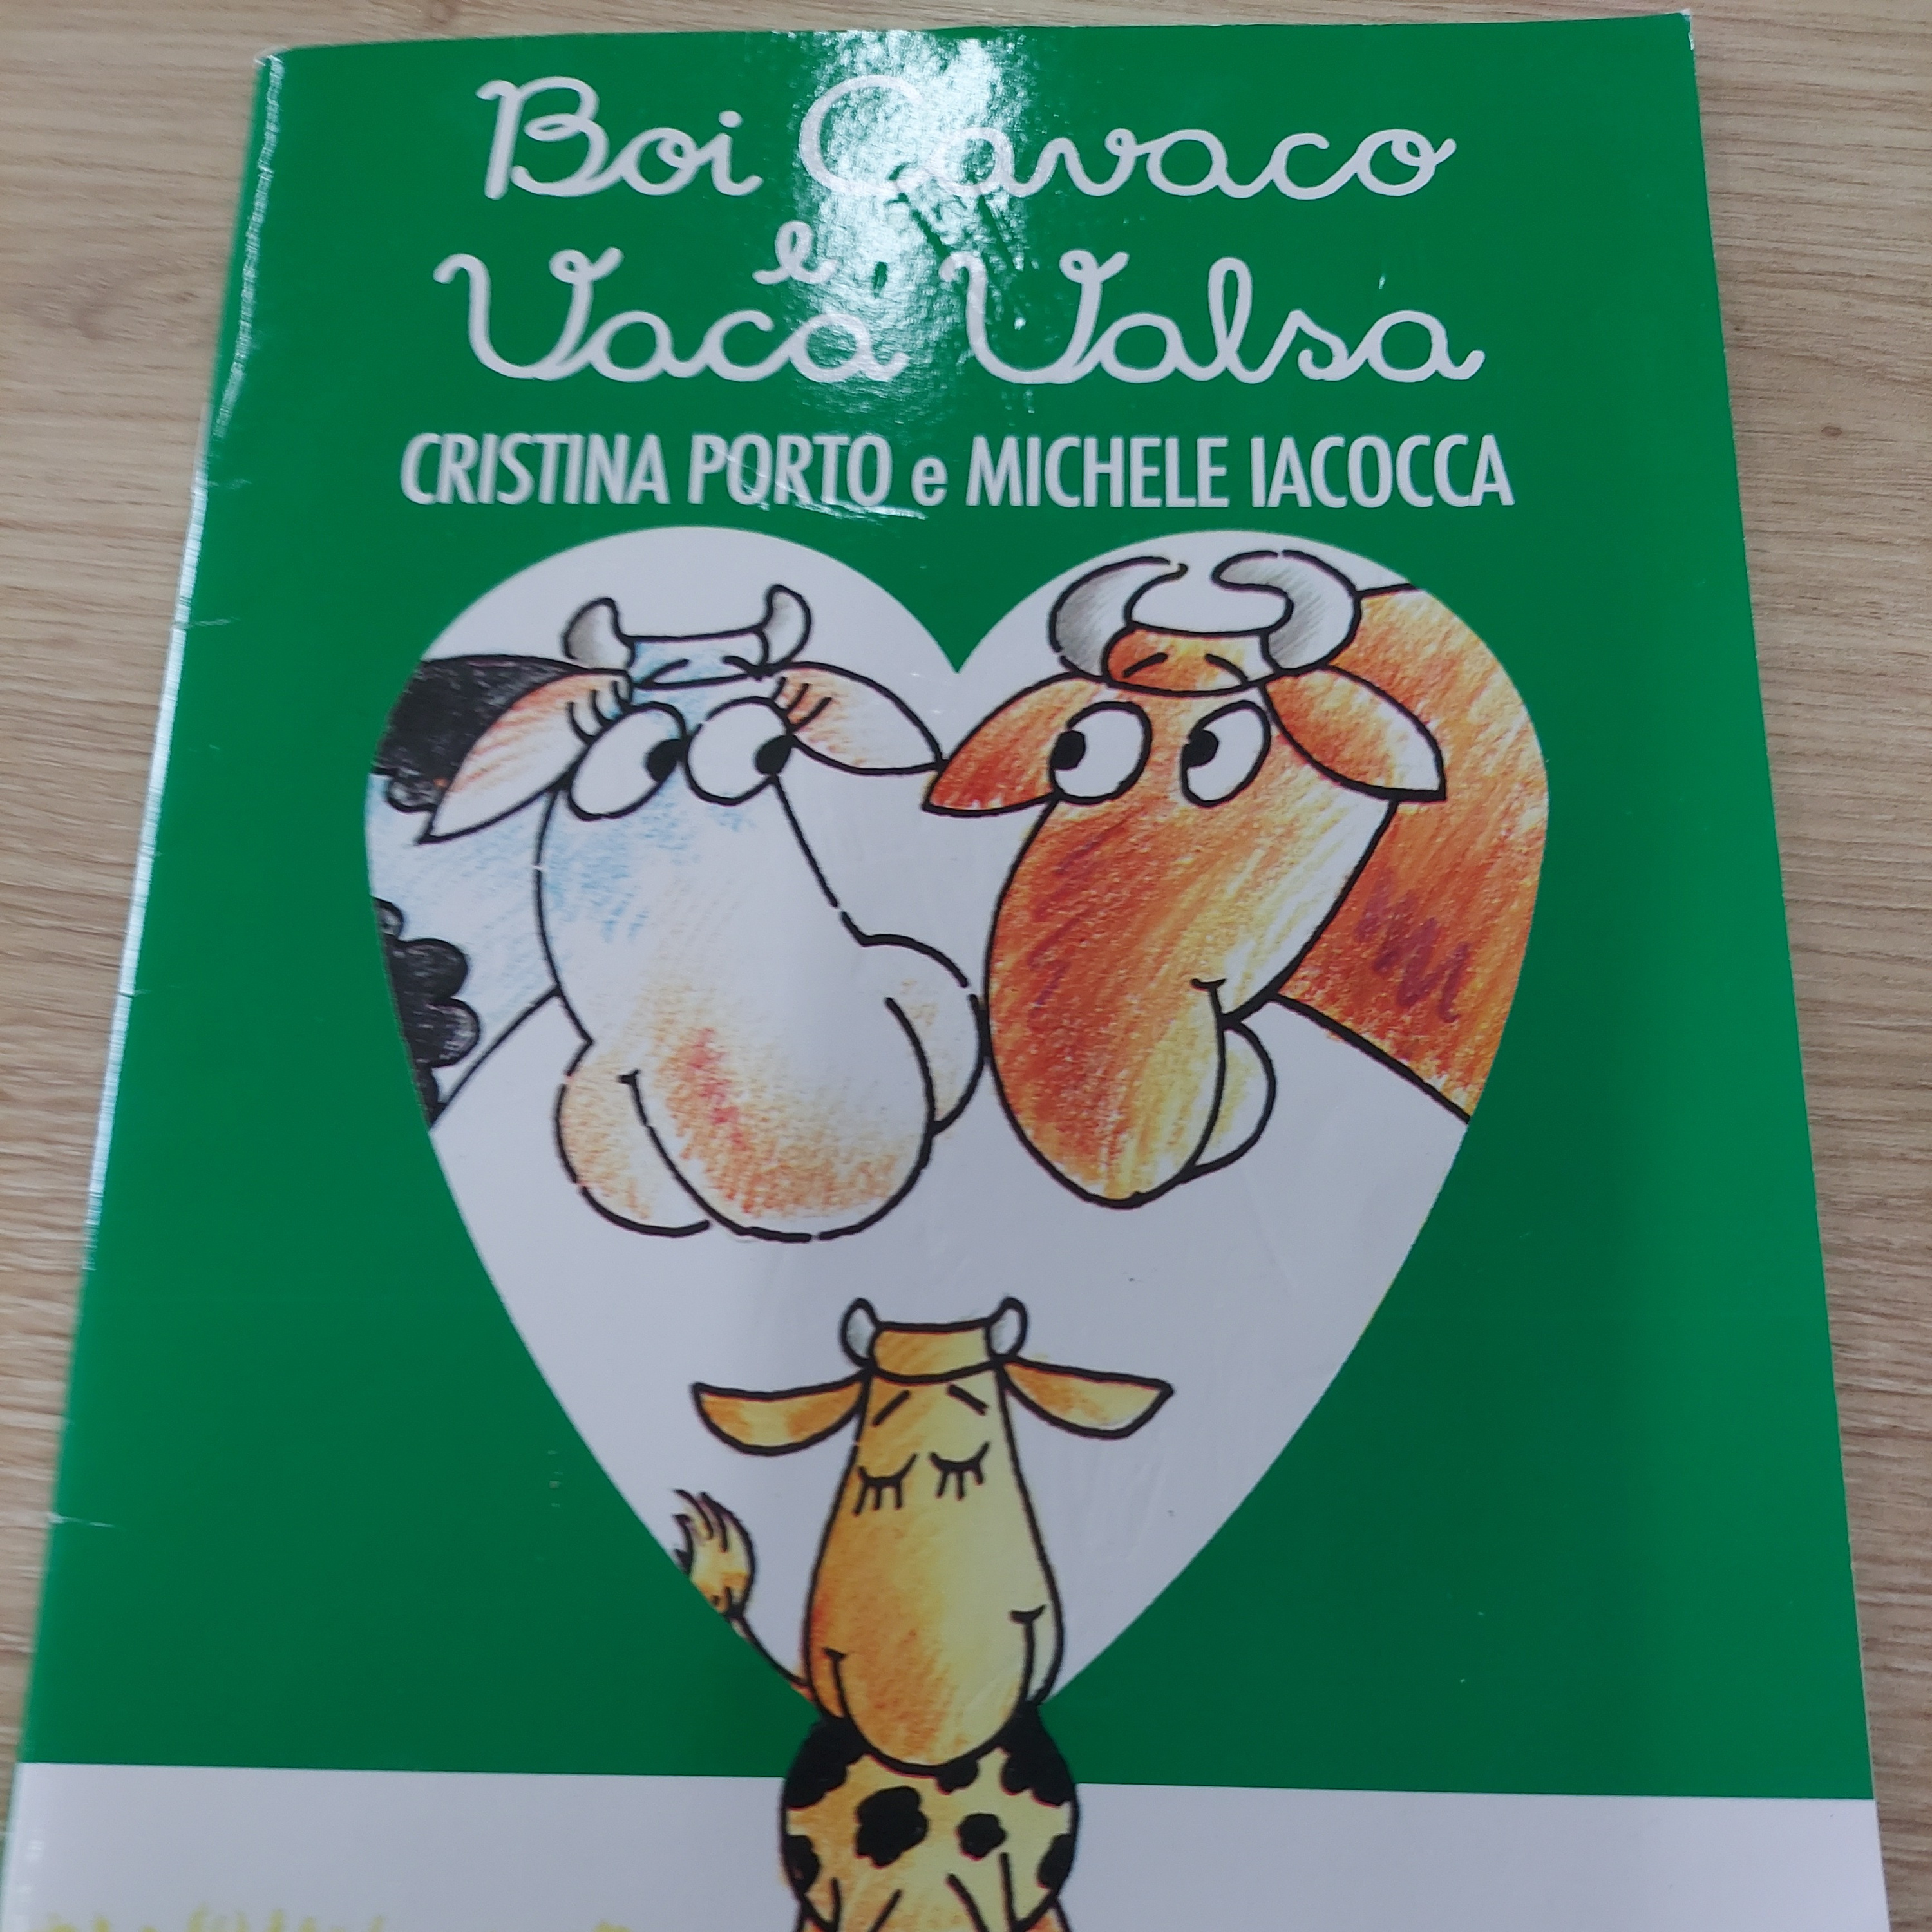 Boi Cavaco
e
Vaca Valsa
CRISTINA PORTO e MICHELE IACOCCA